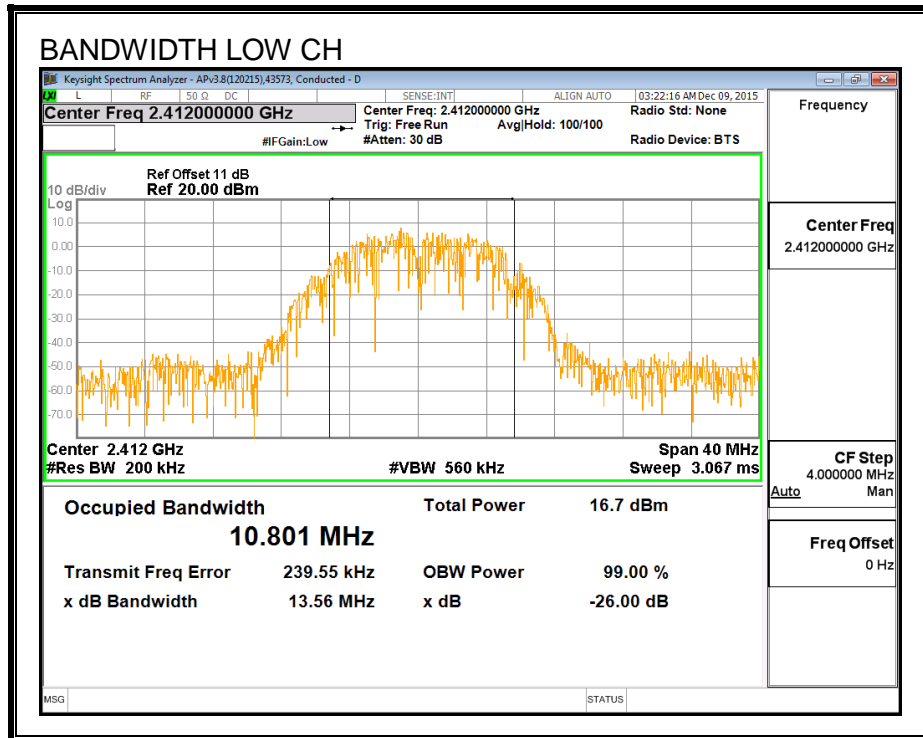 BANDWIDTH LOW CH
Keysight Spectrum Analyzer - APv3.8(120215),43573, Conducted - D
LXI L RF 50 Ω DC SENSE:INT ALIGN AUTO 03:22:16 AM Dec 09, 2015
Center Freq 2.412000000 GHz
Center Freq: 2.412000000 GHz Radio Std: None
Trig: Free Run Avg|Hold: 100/100
#IFGain:Low #Atten: 30 dB Radio Device: BTS
Ref Offset 11 dB
10 dB/div Ref 20.00 dBm
Log
10.0
0.00
-10.0
-20.0
-30.0
-40.0
-50.0
-60.0
-70.0
Center 2.412 GHz Span 40 MHz
#Res BW 200 kHz #VBW 560 kHz Sweep 3.067 ms
Occupied Bandwidth Total Power 16.7 dBm
10.801 MHz
Transmit Freq Error 239.55 kHz OBW Power 99.00 %
x dB Bandwidth 13.56 MHz x dB -26.00 dB
MSG STATUS
Frequency
Center Freq
2.412000000 GHz
CF Step
4.000000 MHz
Auto Man
Freq Offset
0 Hz